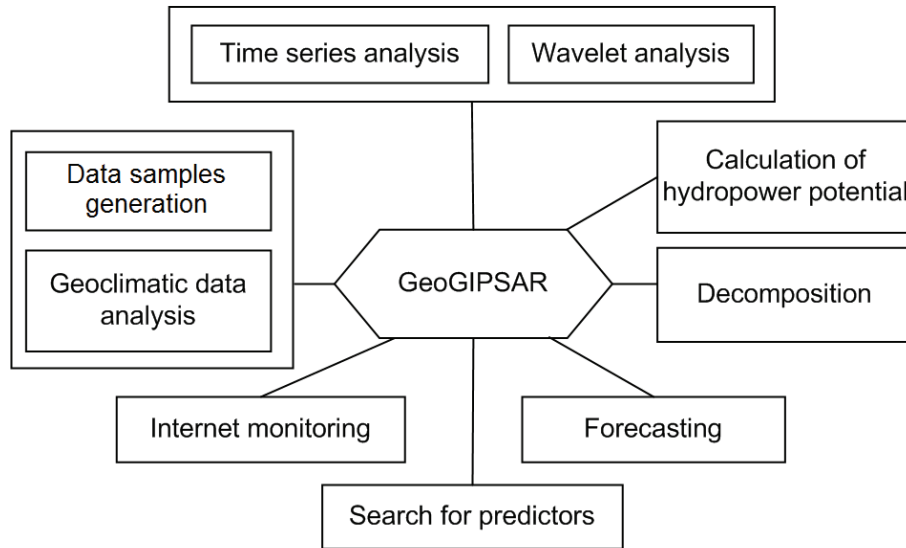 Time series analysis
Wavelet analysis
Data samples
generation
Geoclimatic data
analysis
GeoGIPSAR
Calculation of
hydropower potential
Decomposition
Internet monitoring
Forecasting
Search for predictors